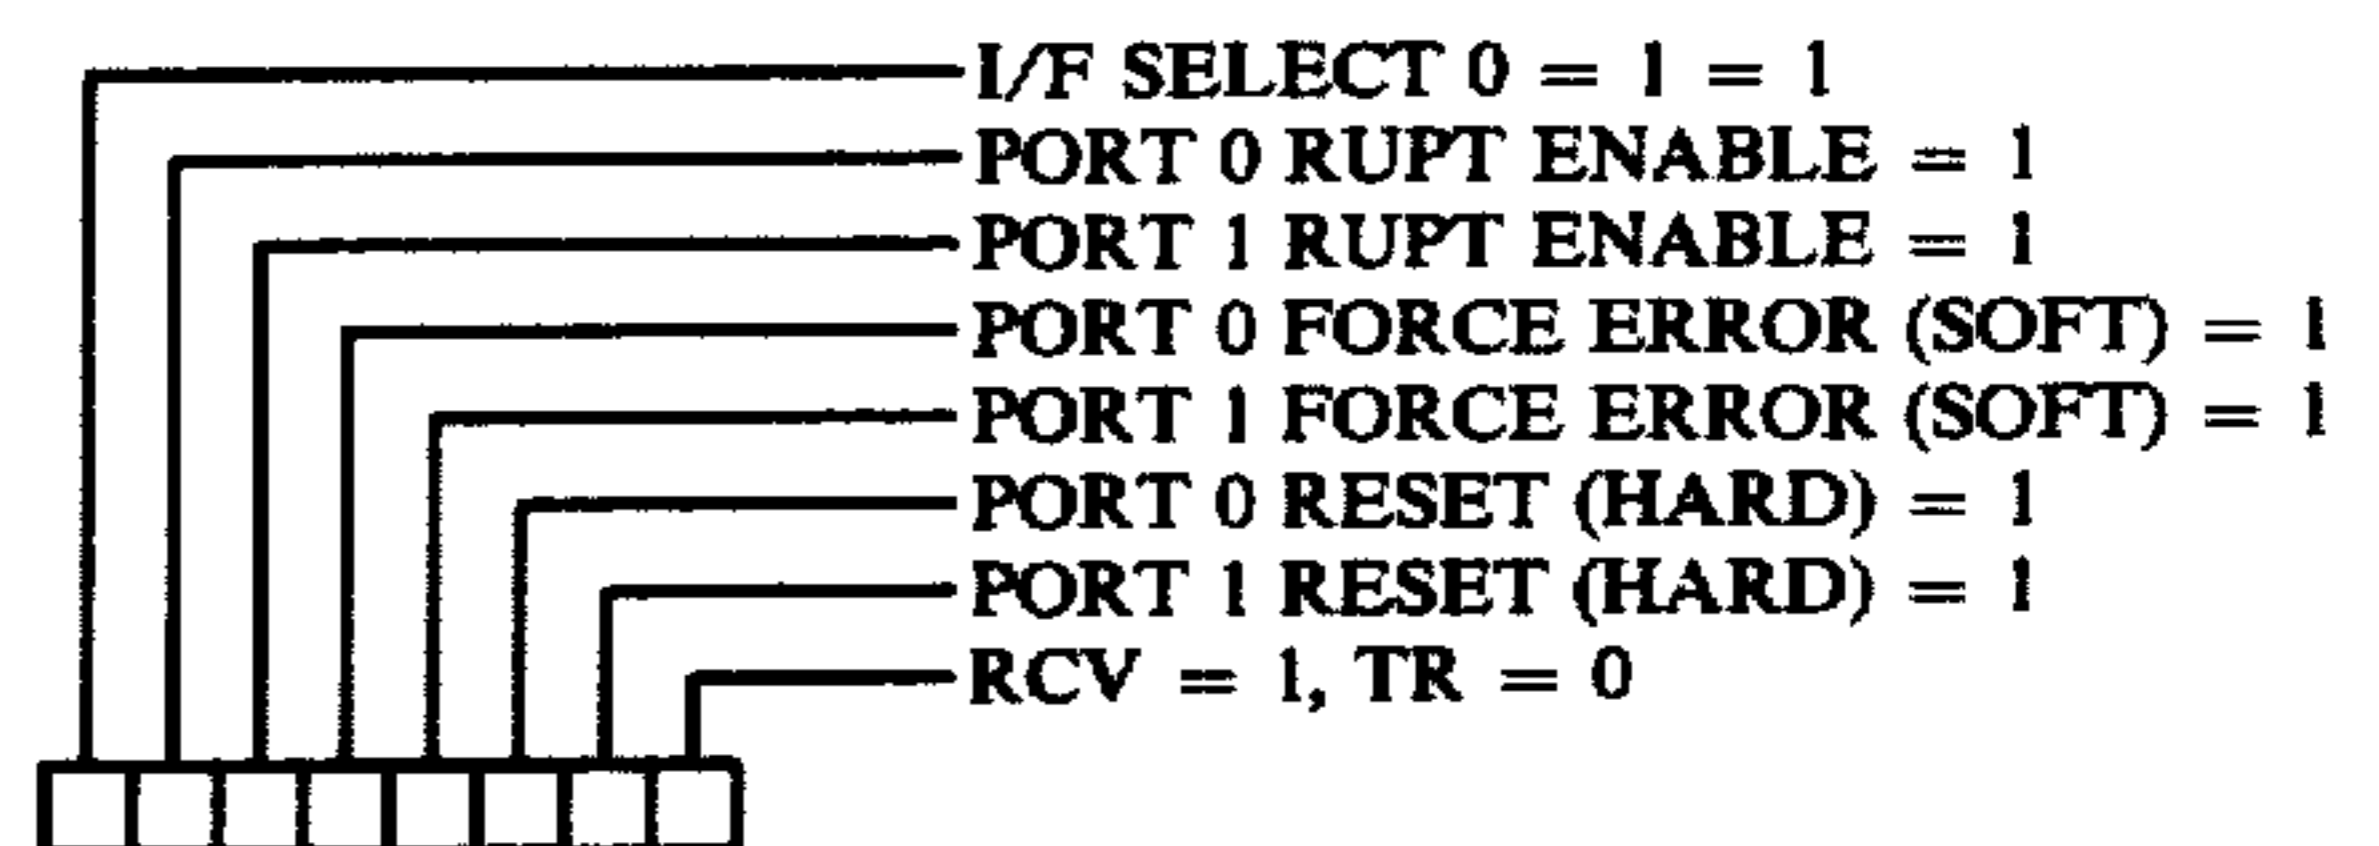 I/F SELECT 0 = 1 = 1
PORT 0 RUPT ENABLE = 1
PORT 1 RUPT ENABLE = 1
PORT 0 FORCE ERROR (SOFT) = 1
PORT 1 FORCE ERROR (SOFT) = 1
PORT 0 RESET (HARD) = 1
PORT 1 RESET (HARD) = 1
RCV = 1, TR = 0